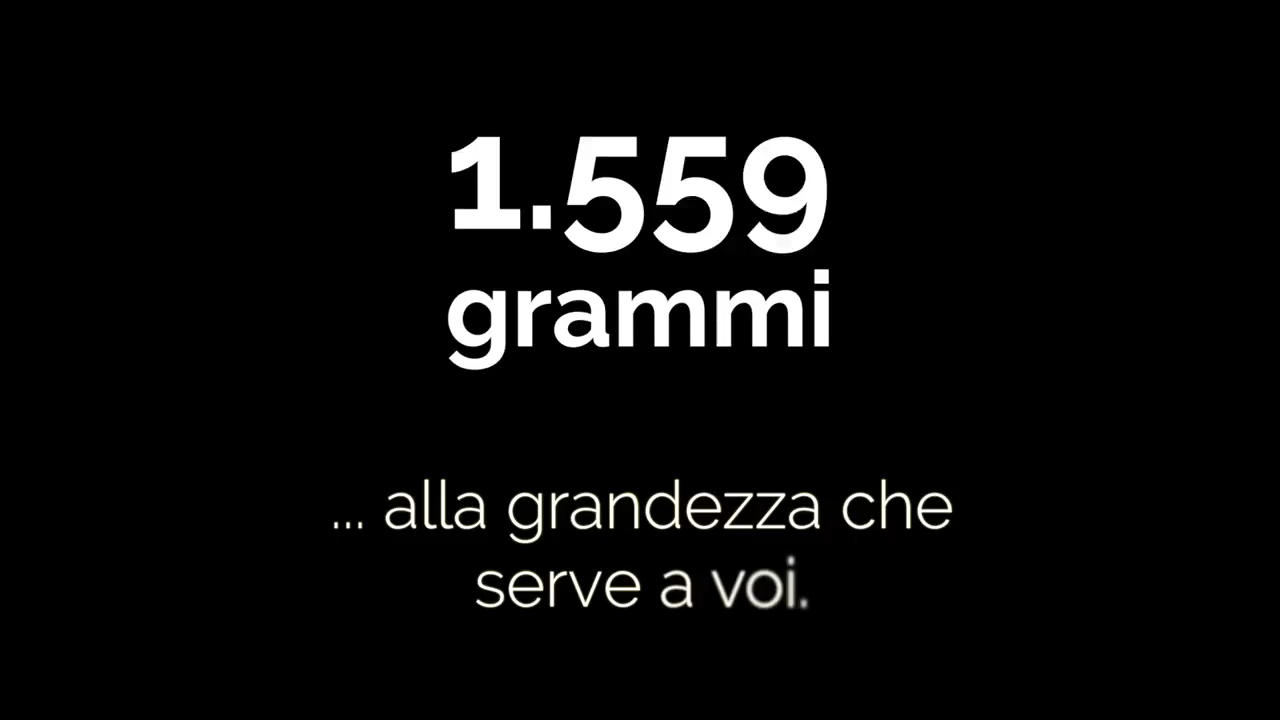 1.559
grammi
... alla grandezza che
serve a voi.